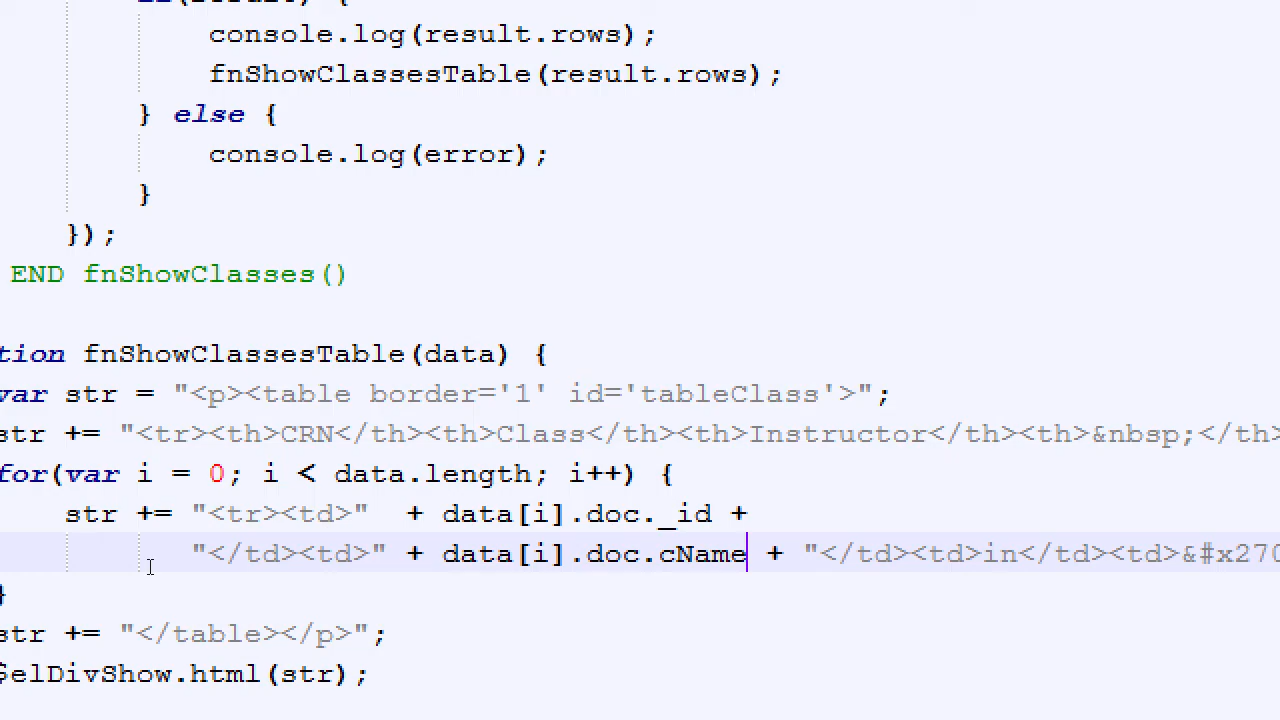 if(result) {
console.log(result.rows);
fnShowClassesTable(result.rows);
} else {
console.log(error);
}
});
END fnShowClasses()
tion fnShowClassesTable(data) {
var str = "<p><table border='1' id='tableClass'>";
str += "<tr><th>CRN</th><th>Class</th><th>Instructor</th><th>&nbsp;</th>
for(var i = 0; i < data.length; i++) {
str += "<tr><td>"  + data[i].doc._id +
"</td><td>" + data[i].doc.cName + "</td><td>in</td><td>&#x270
}
str += "</table></p>";
$elDivShow.html(str);